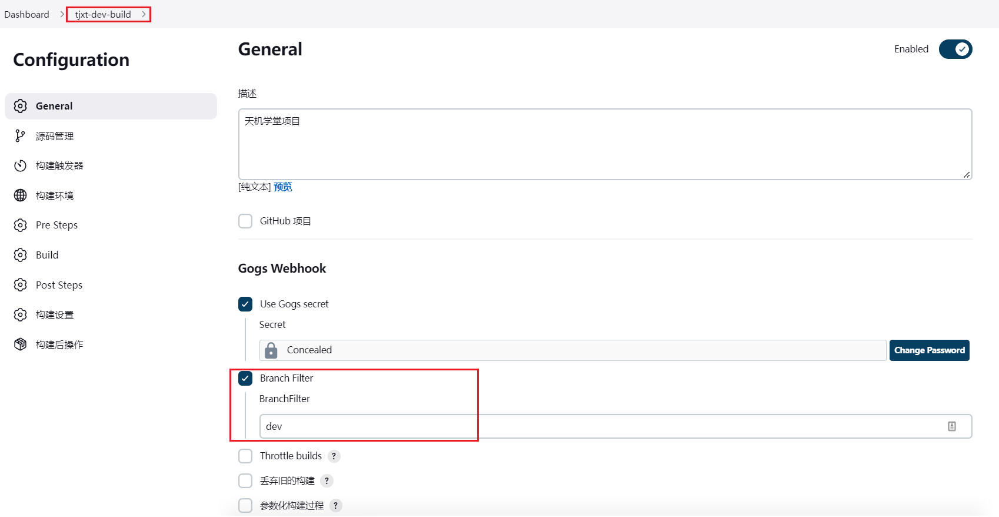 Dashboard > tjxt-dev-build >
Configuration
General
源码管理
构建触发器
构建环境
Pre Steps
Build
Post Steps
构建设置
构建后操作
General
Enabled
描述
天机学堂项目
[纯文本] 预览
GitHub 项目
Gogs Webhook
Use Gogs secret
Secret
Concealed
Change Password
Branch Filter
BranchFilter
dev
Throttle builds ?
丢弃旧的构建 ?
参数化构建过程 ?